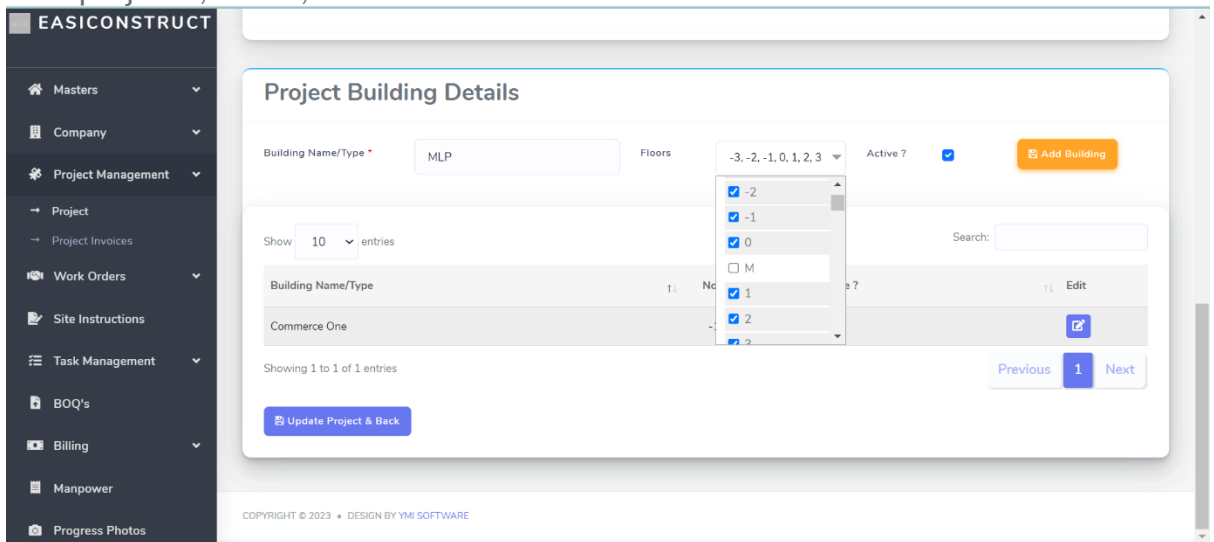 EASICONSTRUCT
Masters
Company
Project Management
Project
Project Invoices
Work Orders
Site Instructions
Task Management
BOQ's
Billing
Manpower
Progress Photos
Project Building Details
Building Name/Type *
MLP
Floors
-3, -2, -1, 0, 1, 2, 3
Active ?
Add Building
-2
-1
0
M
1
2
3
Show 10 entries
Search:
Building Name/Type
Edit
Commerce One
Showing 1 to 1 of 1 entries
Previous 1 Next
Update Project & Back
COPYRIGHT © 2023 • DESIGN BY YMI SOFTWARE